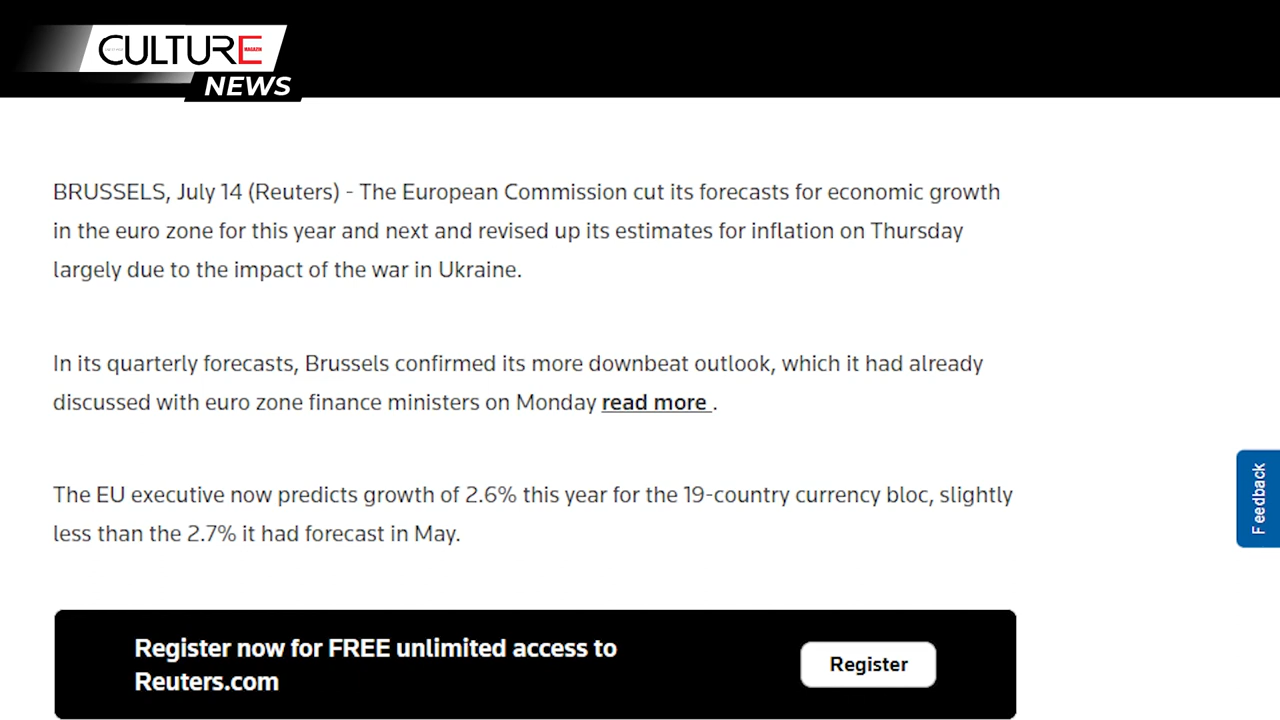 CULTURE
MAGAZIN
NEWS
BRUSSELS, July 14 (Reuters) - The European Commission cut its forecasts for economic growth
in the euro zone for this year and next and revised up its estimates for inflation on Thursday
largely due to the impact of the war in Ukraine.
In its quarterly forecasts, Brussels confirmed its more downbeat outlook, which it had already
discussed with euro zone finance ministers on Monday read more .
The EU executive now predicts growth of 2.6% this year for the 19-country currency bloc, slightly
less than the 2.7% it had forecast in May.
Feedback
Register now for FREE unlimited access to
Reuters.com
Register